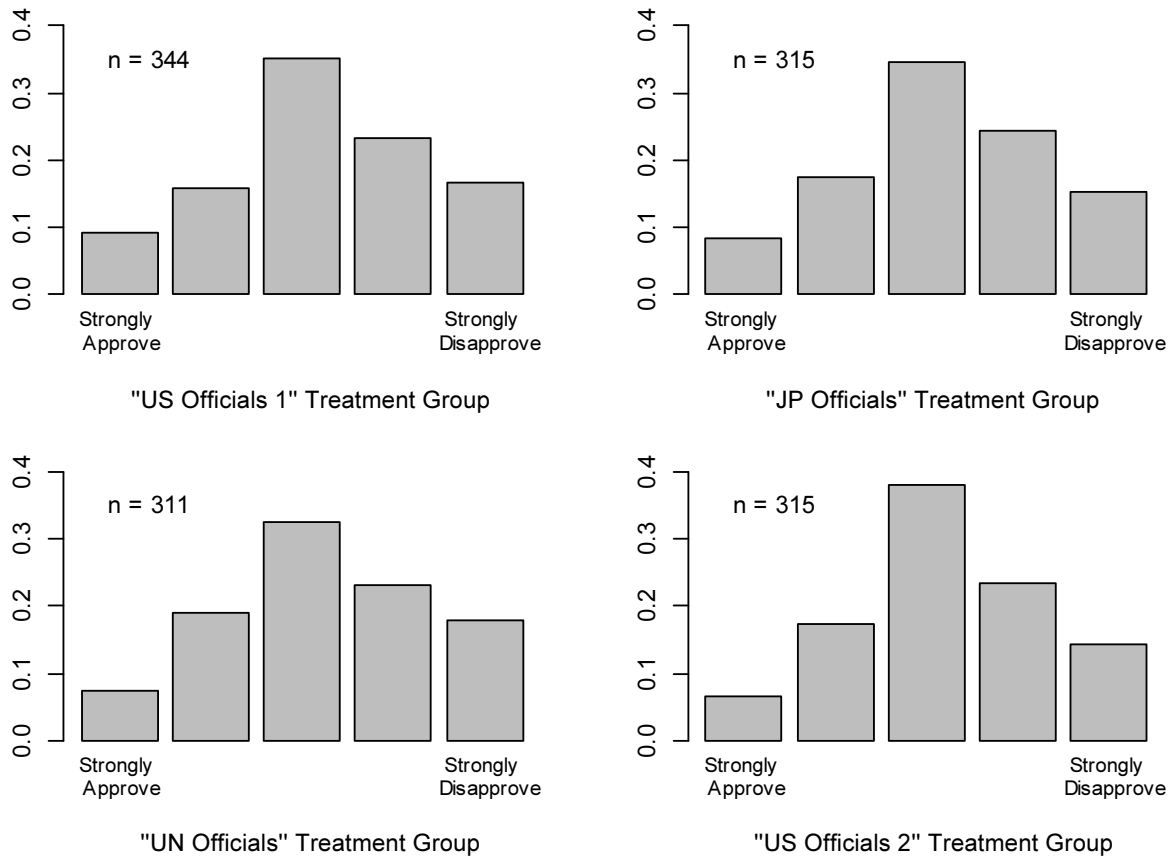 0.4
0.3
0.2
0.1
0.0
n = 344
Strongly
Approve
Strongly
Disapprove
"US Officials 1" Treatment Group
0.4
0.3
0.2
0.1
0.0
n = 315
Strongly
Approve
Strongly
Disapprove
"JP Officials" Treatment Group
0.4
0.3
0.2
0.1
0.0
n = 311
Strongly
Approve
Strongly
Disapprove
"UN Officials" Treatment Group
0.4
0.3
0.2
0.1
0.0
n = 315
Strongly
Approve
Strongly
Disapprove
"US Officials 2" Treatment Group